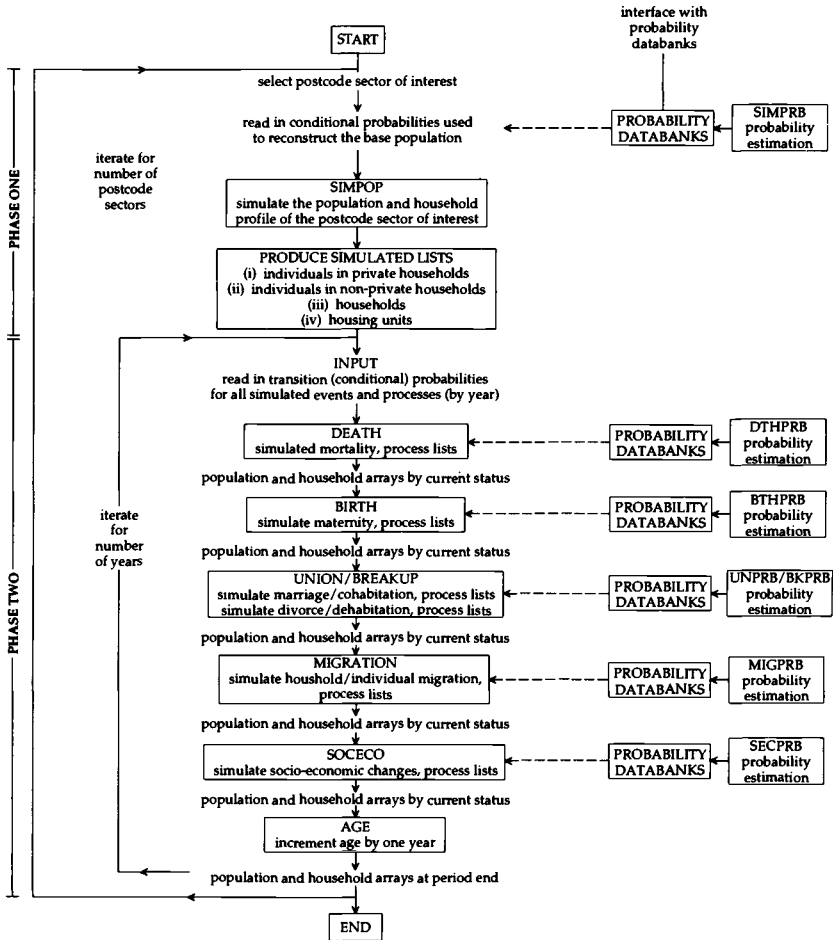 interface with
probability
databanks
START
select postcode sector of interest
read in conditional probabilities used
to reconstruct the base population
PROBABILITY
DATABANKS
SIMPRB
probability
estimation
iterate for
number of
postcode
sectors
PHASE ONE
SIMPOP
simulate the population and household
profile of the postcode sector of interest
PRODUCE SIMULATED LISTS
(i) individuals in private households
(ii) individuals in non-private households
(iii) households
(iv) housing units
INPUT
read in transition (conditional) probabilities
for all simulated events and processes (by year)
DEATH
simulated mortality, process lists
PROBABILITY
DATABANKS
DTHPRB
probability
estimation
population and household arrays by current status
BIRTH
simulate maternity, process lists
PROBABILITY
DATABANKS
BTHPRB
probability
estimation
iterate
for
number
of years
PHASE TWO
population and household arrays by current status
UNION/BREAKUP
simulate marriage/cohabitation, process lists
simulate divorce/dehabitation, process lists
PROBABILITY
DATABANKS
UNPRB/BKPRB
probability
estimation
population and household arrays by current status
MIGRATION
simulate houshold/individual migration,
process lists
PROBABILITY
DATABANKS
MIGPRB
probability
estimation
population and household arrays by current status
SOCECO
simulate socio-economic changes, process lists
PROBABILITY
DATABANKS
SECPRB
probability
estimation
population and household arrays by current status
AGE
increment age by one year
population and household arrays at period end
END